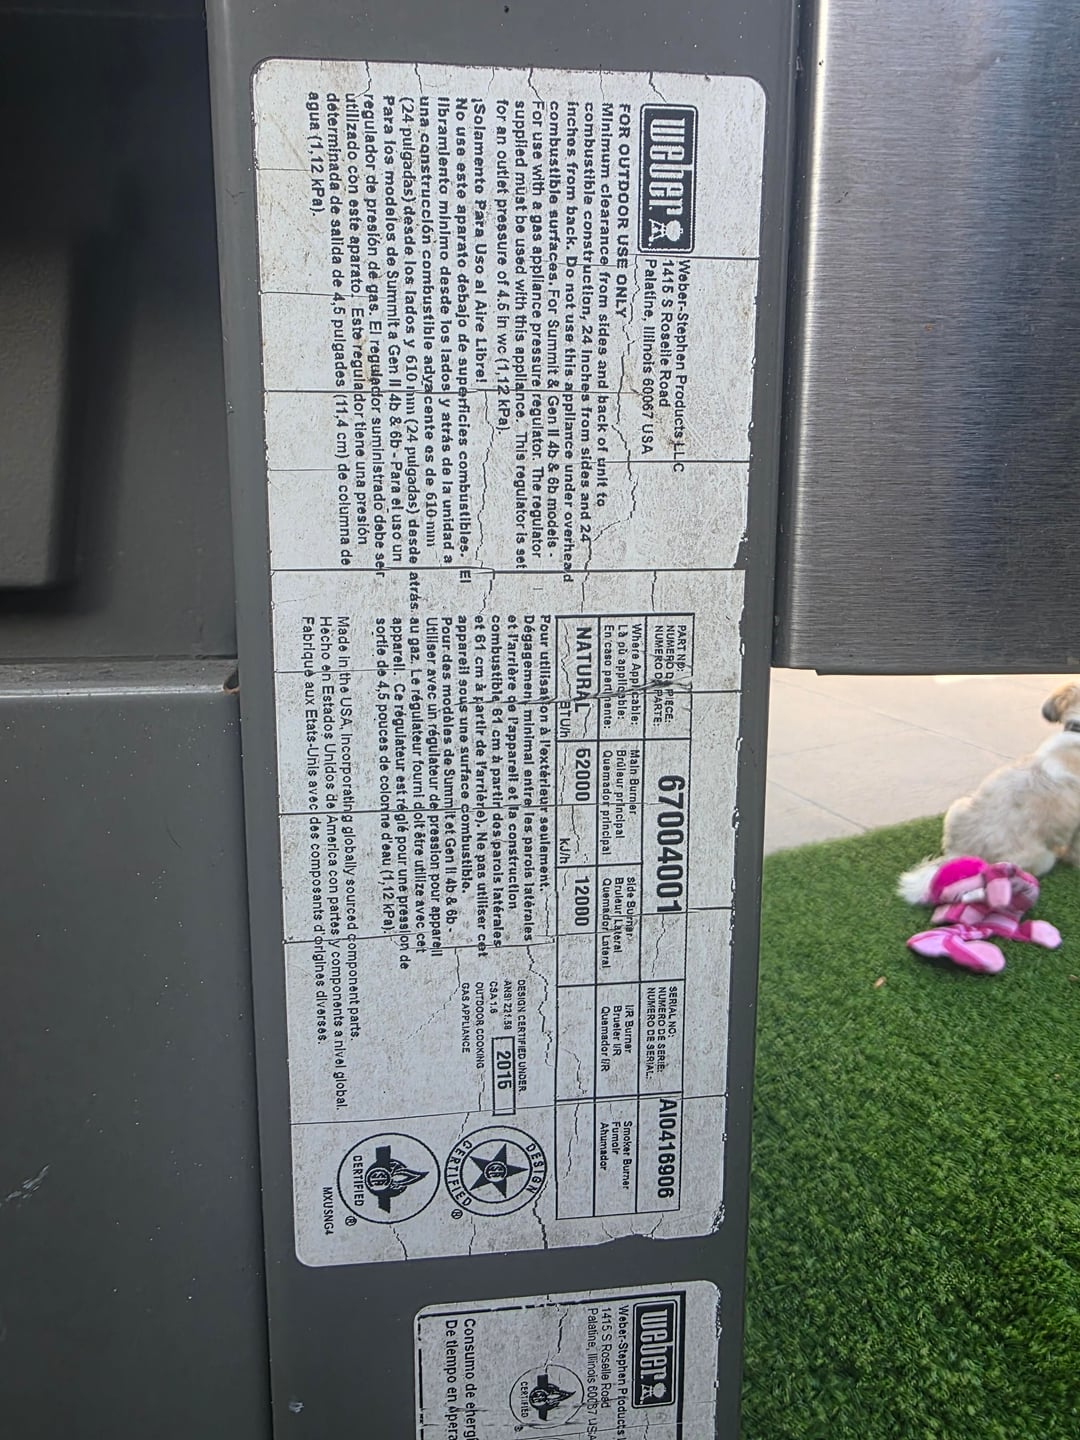 weber
Weber-Stephen Products LLC
1415 S Roselle Road
Palatine, Illinois 60067 USA
FOR OUTDOOR USE ONLY
Minimum clearance from sides and back of unit to
combustible construction, 24 inches from sides and 24
inches from back. Do not use this appliance under overhead
combustible surfaces. For Summit & Gen II 4b & 6b models -
For use with a gas appliance pressure regulator. The regulator
supplied must be used with this appliance. This regulator is set
for an outlet pressure of 4.5 in wc (1,12 kPa).
¡Solamente Para Uso al Aire Libre!
No use este aparato debajo de superficies combustibles. El
libramiento minimo desde los lados y atrás de la unidad a
una construcción combustible adyacente es de 610 mm
(24 pulgadas) desde los lados y 610 mm (24 pulgadas) desde atrás.
Para los modelos de Summit a Gen II 4b & 6b - Para el uso un
regulador de presión de gas. El regulador suministrado debe ser
utilizado con este aparato. Este regulador tiene una presión
determinada de salida de 4,5 pulgades (11,4 cm) de columna de
agua (1,12 kPa).
PART NO:
NUMERO DE PIECE:
NUMERO DE PARTE:
67004001
SERIAL NO:
NUMERO DE SERIE:
NUMERO DE SERIAL:
AI0416906
Where Applicable:
Là où applicable:
En caso pertinente:
Main Burner
Brûleur principal
Quemador principal
Side Burner
Bruleur Lateral
Quemador Lateral
I/R Burner
Brueler I/R
Quemador I/R
Smoker Burner
Fumoir
Ahumador
NATURAL
BTU/h
52000
kJ/h
12000
Pour utilisation à l'extérieur seulement.
Dégagement minimal entre les parois latérales
et l'arrière de l'appareil et la construction
combustible 61 cm à partir des parois latérales
et 61 cm à partir de l'arrière). Ne pas utiliser cet
appareil sous une surface combustible.
Pour des modèles de Summit et Gen II 4b & 6b -
Utiliser avec un régulateur de pression pour appareil
au gaz. Le régulateur fourni doit être utilize avec cet
appareil. Ce régulateur est réglé pour une pression de
sortie de 4,5 pouces de colonne d'eau (1,12 kPa).
DESIGN CERTIFIED UNDER
ANSI Z21.58
CSA 1.6
2015
OUTDOOR COOKING
GAS APPLIANCE
DESIGN
CERTIFIED
®
CERTIFIED
®
MXUSNG4
Made in the USA, Incorporating globally sourced component parts.
Hecho en Estados Unidos de America con partes y components a nivel global.
Fabriqué aux Etats-Unis avec des composants d'origines diverses.
weber
Weber-Stephen Products
1415 S Roselle Road
Palatine, Illinois 60067 USA
CERTIFIED
Consumo de energi
De tiempo en opera